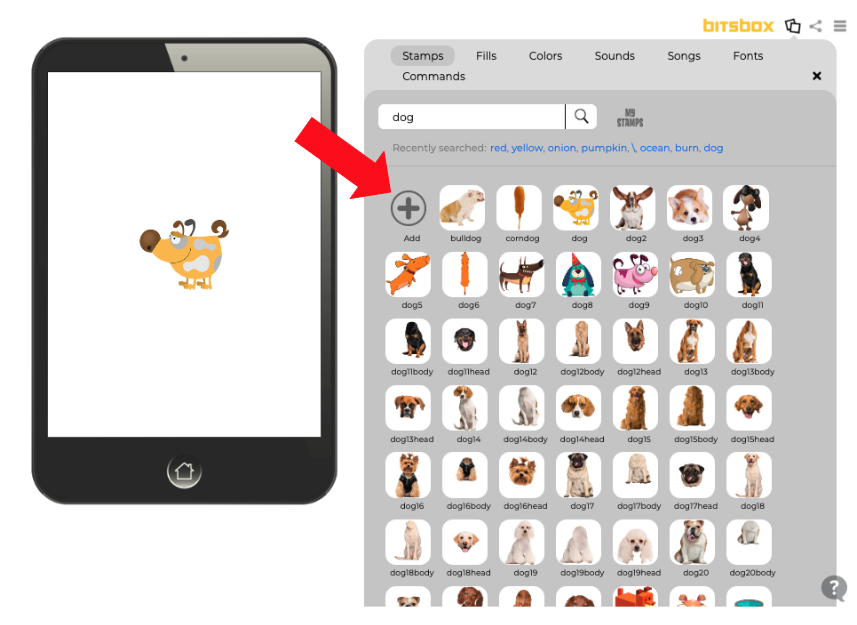 bitsbox
Stamps Fills Colors Sounds Songs Fonts
Commands
dog
MY
STAMPS
Recently searched: red, yellow, onion, pumpkin, \, ocean, burn, dog
Add bulldog corndog dog dog2 dog3 dog4
dog5 dog6 dog7 dog8 dog9 dog10 dog11
dog11body dog11head dog12 dog12body dog12head dog13 dog13body
dog13head dog14 dog14body dog14head dog15 dog15body dog15head
dog16 dog16body dog16head dog17 dog17body dog17head dog18
dog18body dog18head dog19 dog19body dog19head dog20 dog20body
?